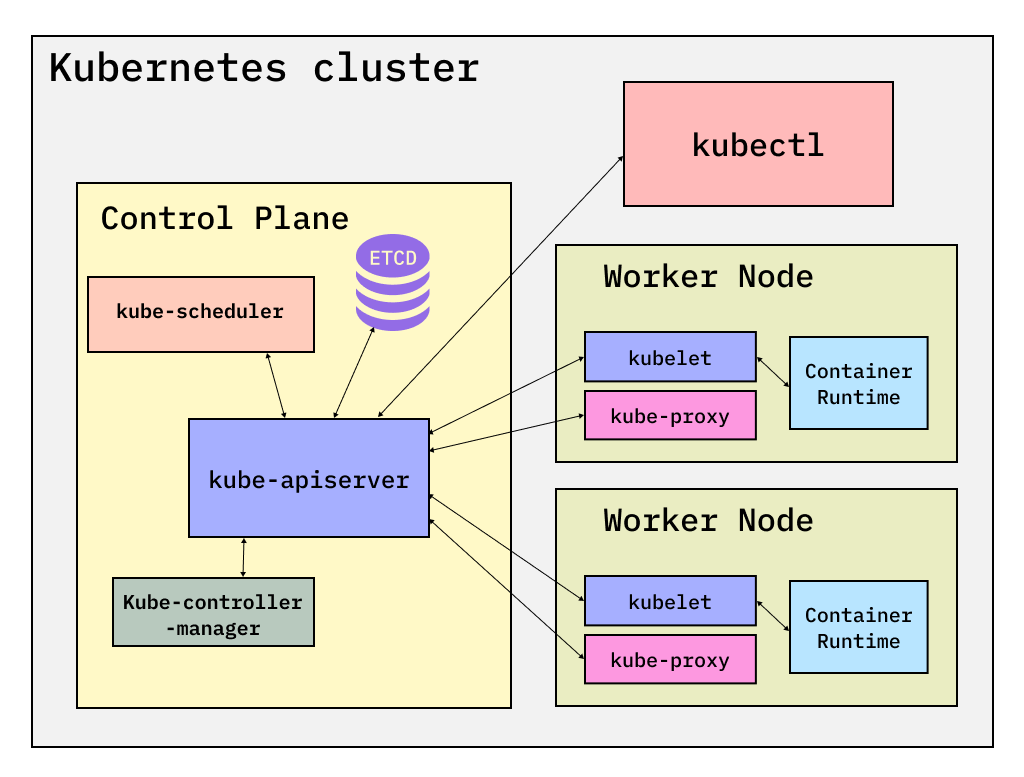 Kubernetes cluster
kubectl
Control Plane
ETCD
kube-scheduler
kube-apiserver
Kube-controller
-manager
Worker Node
kubelet
kube-proxy
Container
Runtime
Worker Node
kubelet
kube-proxy
Container
Runtime